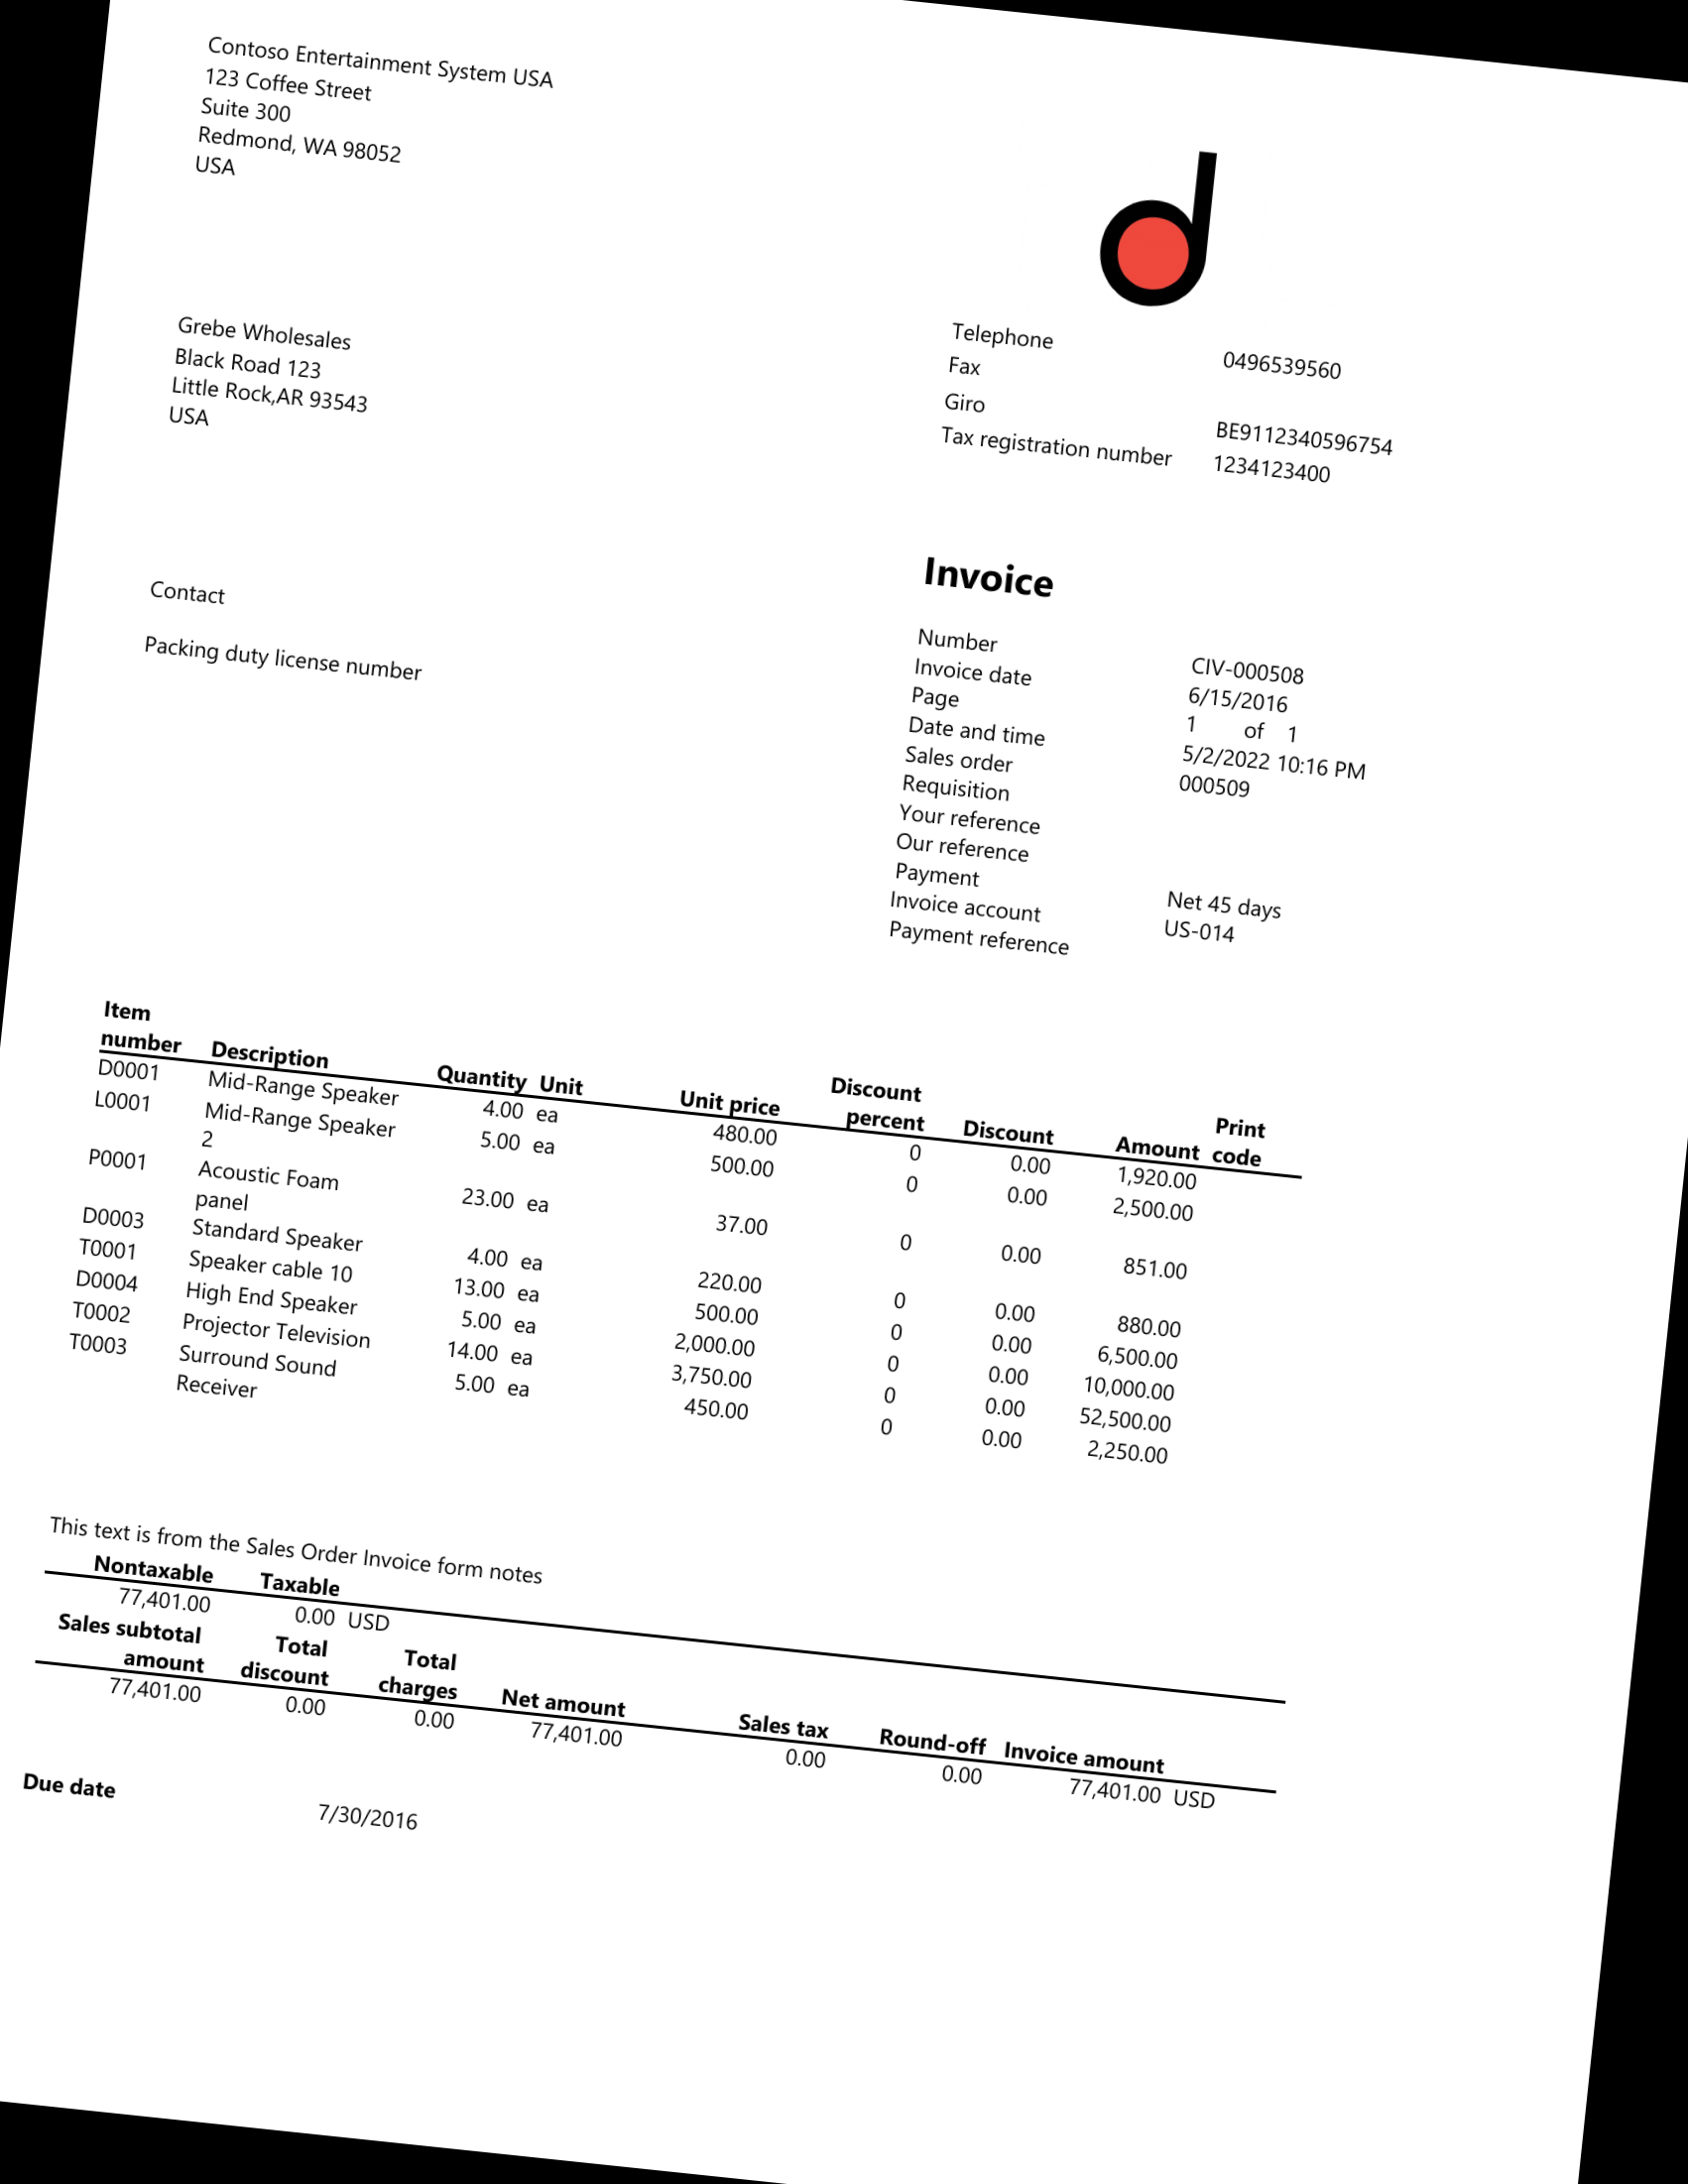 Contoso Entertainment System USA
123 Coffee Street
Suite 300
Redmond, WA 98052
USA
Grebe Wholesales
Black Road 123
Little Rock,AR 93543
USA
Telephone 0496539560
Fax
Giro BE9112340596754
Tax registration number 1234123400
Contact
Packing duty license number
Invoice
Number CIV-000508
Invoice date 6/15/2016
Page 1 of 1
Date and time 5/2/2022 10:16 PM
Sales order 000509
Requisition
Your reference
Our reference
Payment Net 45 days
Invoice account US-014
Payment reference
Item Discount Print
number Description Quantity Unit Unit price percent Discount Amount code
D0001 Mid-Range Speaker 4.00 ea 480.00 0 0.00 1,920.00
L0001 Mid-Range Speaker 5.00 ea 500.00 0 0.00 2,500.00
2
P0001 Acoustic Foam 23.00 ea 37.00 0 0.00 851.00
panel
D0003 Standard Speaker 4.00 ea 220.00 0 0.00 880.00
T0001 Speaker cable 10 13.00 ea 500.00 0 0.00 6,500.00
D0004 High End Speaker 5.00 ea 2,000.00 0 0.00 10,000.00
T0002 Projector Television 14.00 ea 3,750.00 0 0.00 52,500.00
T0003 Surround Sound 5.00 ea 450.00 0 0.00 2,250.00
Receiver
This text is from the Sales Order Invoice form notes
Nontaxable Taxable
77,401.00 0.00 USD
Sales subtotal Total Total
amount discount charges Net amount Sales tax Round-off Invoice amount
77,401.00 0.00 0.00 77,401.00 0.00 0.00 77,401.00 USD
Due date 7/30/2016